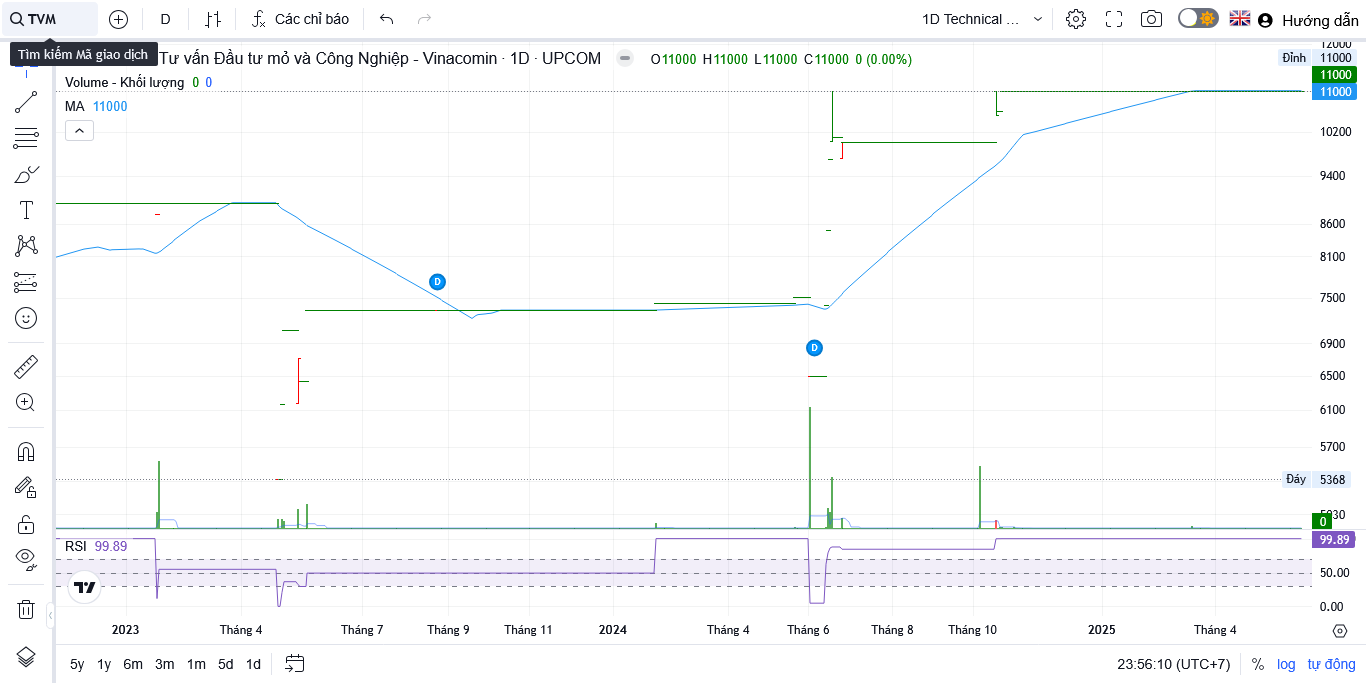 TVM
D
Các chỉ báo
1D Technical ...
Hướng dẫn
Tìm kiếm Mã giao dịch
Tư vấn Đầu tư mỏ và Công Nghiệp - Vinacomin · 1D · UPCOM
O11000 H11000 L11000 C11000 0 (0.00%)
Volume - Khối lượng 0 0
MA 11000
12000
Đỉnh 11000
11000
11000
10200
9400
8600
8100
7500
6900
6500
6100
5700
Đáy 5368
0
D
D
RSI 99.89
99.89
50.00
0.00
2023
Tháng 4
Tháng 7
Tháng 9
Tháng 11
2024
Tháng 4
Tháng 6
Tháng 8
Tháng 10
2025
Tháng 4
5y 1y 6m 3m 1m 5d 1d
23:56:10 (UTC+7)
% log tự động